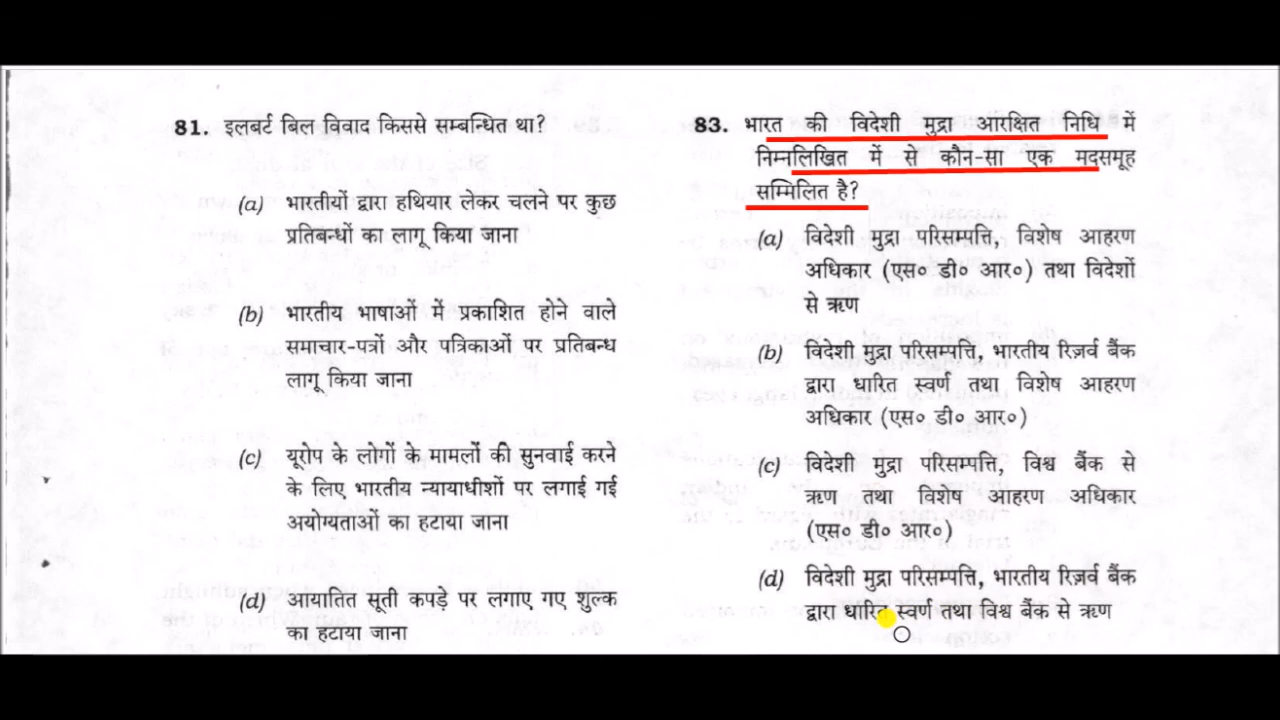 81. इलबर्ट बिल विवाद किससे सम्बन्धित था?
(a) भारतीयों द्वारा हथियार लेकर चलने पर कुछ
प्रतिबन्धों का लागू किया जाना
(b) भारतीय भाषाओं में प्रकाशित होने वाले
समाचार-पत्रों और पत्रिकाओं पर प्रतिबन्ध
लागू किया जाना
(c) यूरोप के लोगों के मामलों की सुनवाई करने
के लिए भारतीय न्यायाधीशों पर लगाई गई
अयोग्यताओं का हटाया जाना
(d) आयातित सूती कपड़े पर लगाए गए शुल्क
का हटाया जाना
83. भारत की विदेशी मुद्रा आरक्षित निधि में
निम्नलिखित में से कौन-सा एक मदसमूह
सम्मिलित है?
(a) विदेशी मुद्रा परिसम्पत्ति, विशेष आहरण
अधिकार (एस० डी० आर०) तथा विदेशों
से ऋण
(b) विदेशी मुद्रा परिसम्पत्ति, भारतीय रिज़र्व बैंक
द्वारा धारित स्वर्ण तथा विशेष आहरण
अधिकार (एस० डी० आर०)
(c) विदेशी मुद्रा परिसम्पत्ति, विश्व बैंक से
ऋण तथा विशेष आहरण अधिकार
(एस० डी० आर०)
(d) विदेशी मुद्रा परिसम्पत्ति, भारतीय रिज़र्व बैंक
द्वारा धारित स्वर्ण तथा विश्व बैंक से ऋण